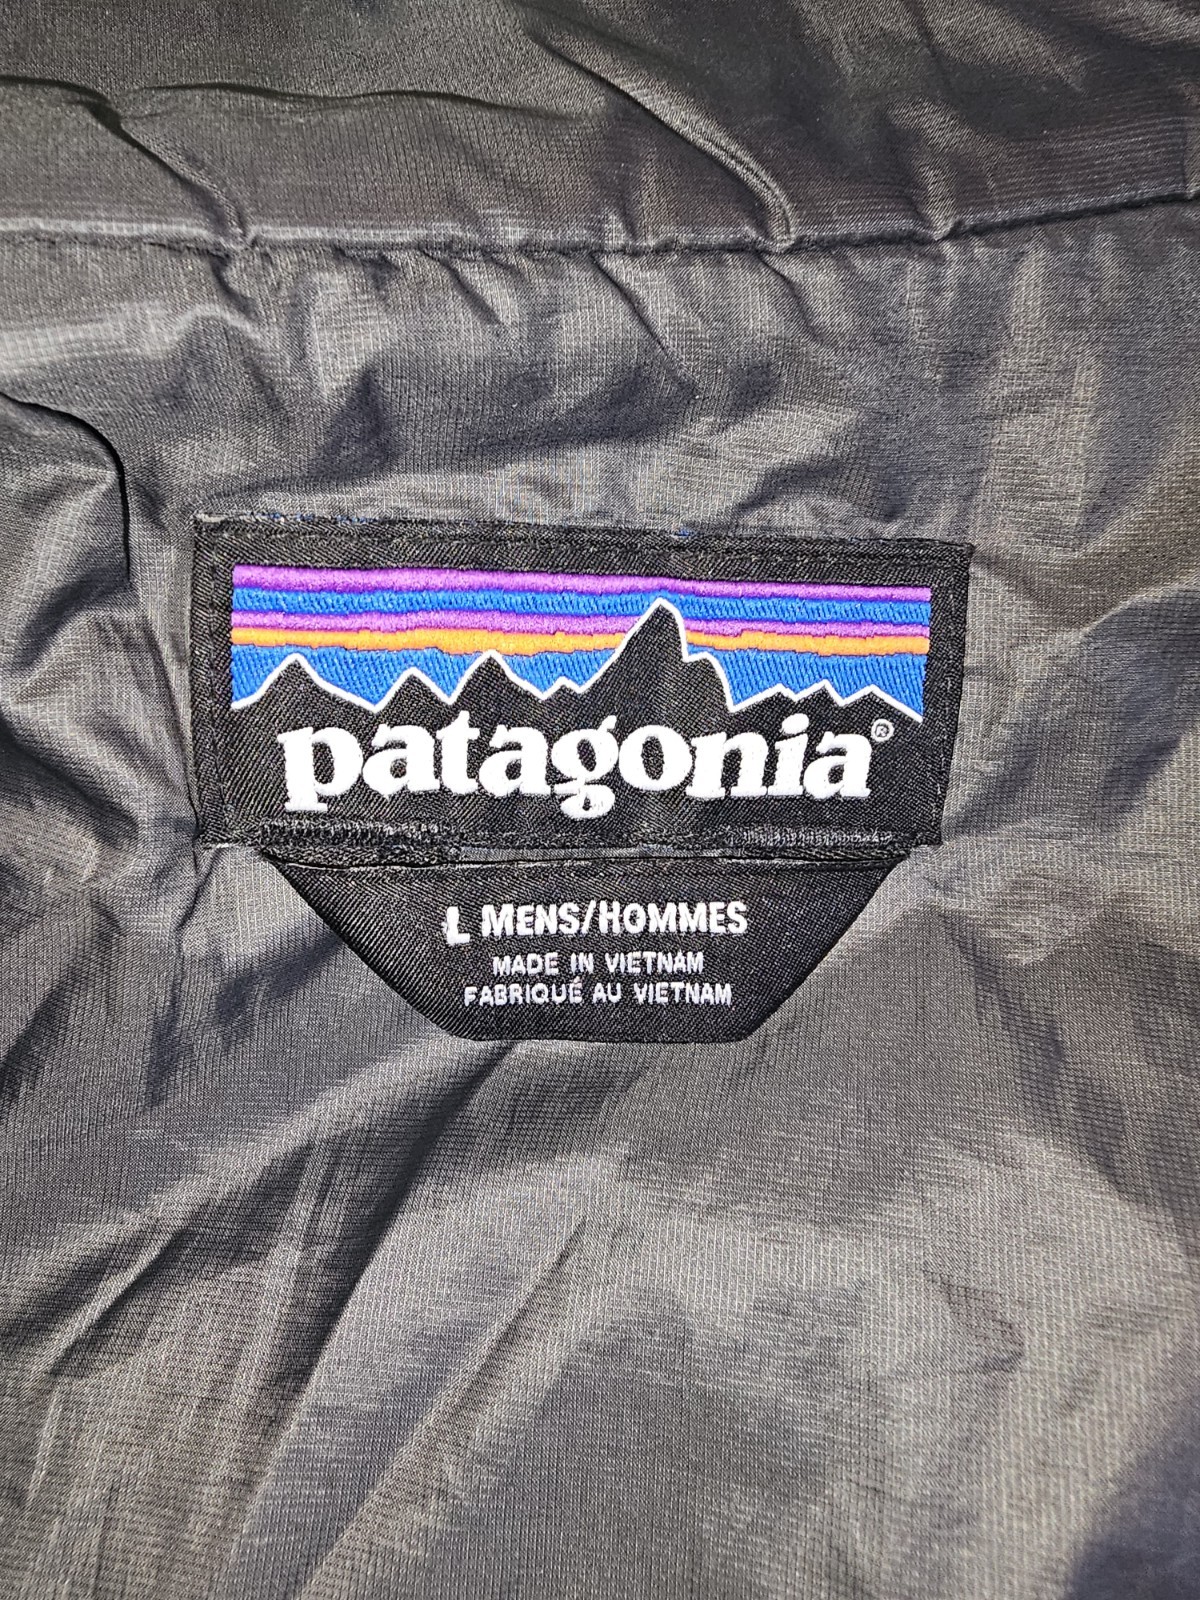 patagonia®
L MENS/HOMMES
MADE IN VIETNAM
FABRIQUÉ AU VIETNAM